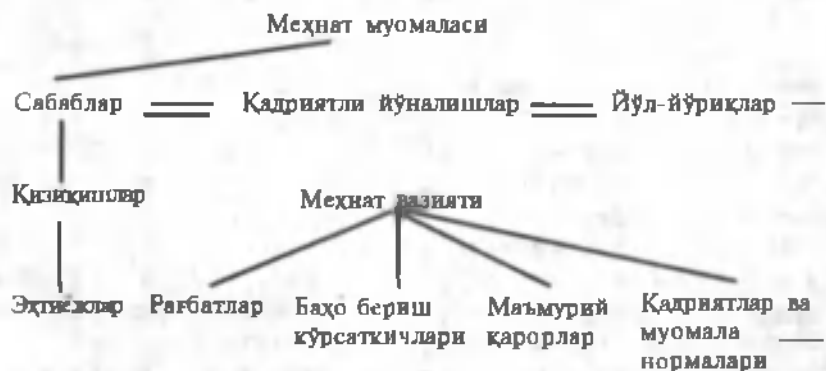 Меҳнат муомаласи
Сабаблар Қадриятли йўналишлар Йўл-йўриқлар
Қизиқишлар Меҳнат вазияти
Эҳтиёжлар Рағбатлар Баҳо бериш Маъмурий Қадриятлар ва
кўрсаткичлари қарорлар муомала
нормалари